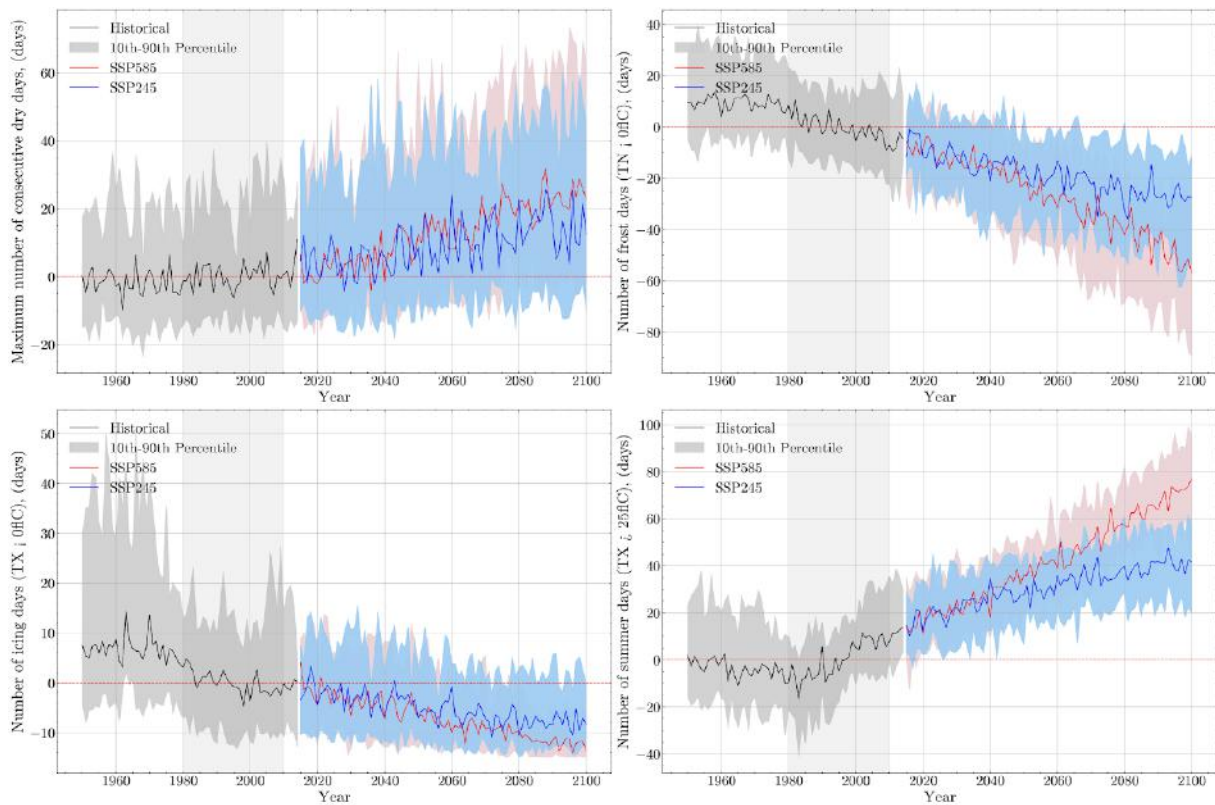 Maximum number of consecutive dry days, (days)
60
40
20
0
−20
Historical
10th-90th Percentile
SSP585
SSP245
1960 1980 2000 2020 2040 2060 2080 2100
Year
Number of frost days (TN ¡ 0flC), (days)
40
20
0
−20
−40
−60
−80
Historical
10th-90th Percentile
SSP585
SSP245
1960 1980 2000 2020 2040 2060 2080 2100
Year
Number of icing days (TX ¡ 0flC), (days)
50
40
30
20
10
0
−10
Historical
10th-90th Percentile
SSP585
SSP245
1960 1980 2000 2020 2040 2060 2080 2100
Year
Number of summer days (TX ¿ 25flC), (days)
100
80
60
40
20
0
−20
−40
Historical
10th-90th Percentile
SSP585
SSP245
1960 1980 2000 2020 2040 2060 2080 2100
Year